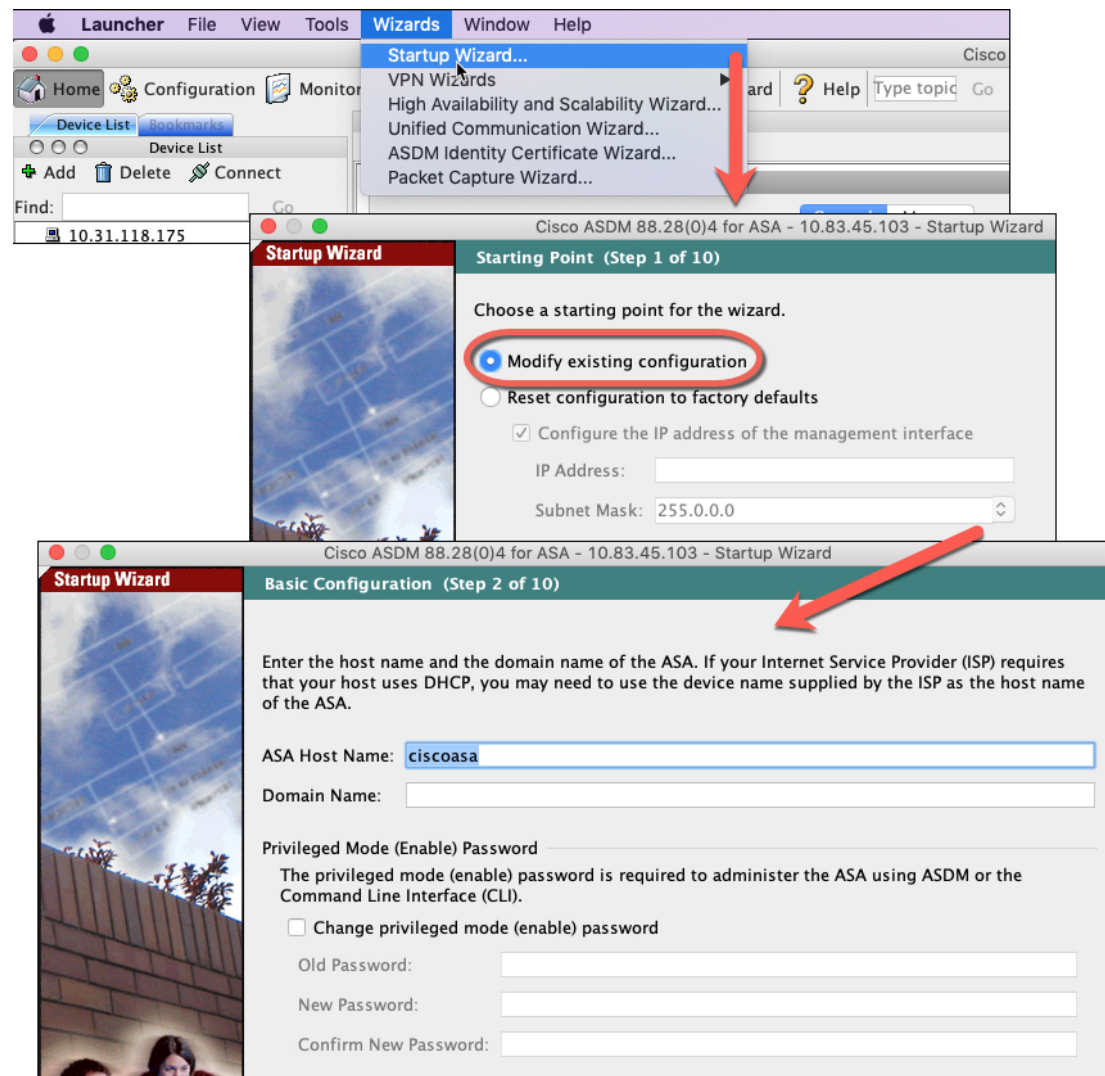 Launcher File View Tools Wizards Window Help
Startup Wizard...
VPN Wizards
High Availability and Scalability Wizard...
Unified Communication Wizard...
ASDM Identity Certificate Wizard...
Packet Capture Wizard...
Cisco
Home Configuration Monitor ard Help Type topic Go
Device List Bookmarks
Device List
Add Delete Connect
Find: Go
10.31.118.175
Cisco ASDM 88.28(0)4 for ASA - 10.83.45.103 - Startup Wizard
Startup Wizard
Starting Point (Step 1 of 10)
Choose a starting point for the wizard.
Modify existing configuration
Reset configuration to factory defaults
Configure the IP address of the management interface
IP Address:
Subnet Mask: 255.0.0.0
Cisco ASDM 88.28(0)4 for ASA - 10.83.45.103 - Startup Wizard
Startup Wizard
Basic Configuration (Step 2 of 10)
Enter the host name and the domain name of the ASA. If your Internet Service Provider (ISP) requires
that your host uses DHCP, you may need to use the device name supplied by the ISP as the host name
of the ASA.
ASA Host Name: ciscoasa
Domain Name:
Privileged Mode (Enable) Password
The privileged mode (enable) password is required to administer the ASA using ASDM or the
Command Line Interface (CLI).
Change privileged mode (enable) password
Old Password:
New Password:
Confirm New Password: